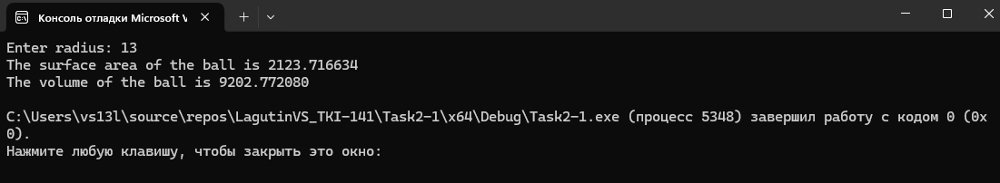 Консоль отладки Microsoft V
Enter radius: 13
The surface area of the ball is 2123.716634
The volume of the ball is 9202.772080
C:\Users\vs13l\source\repos\LagutinVS_TKI-141\Task2-1\x64\Debug\Task2-1.exe (процесс 5348) завершил работу с кодом 0 (0x
0).
Нажмите любую клавишу, чтобы закрыть это окно: